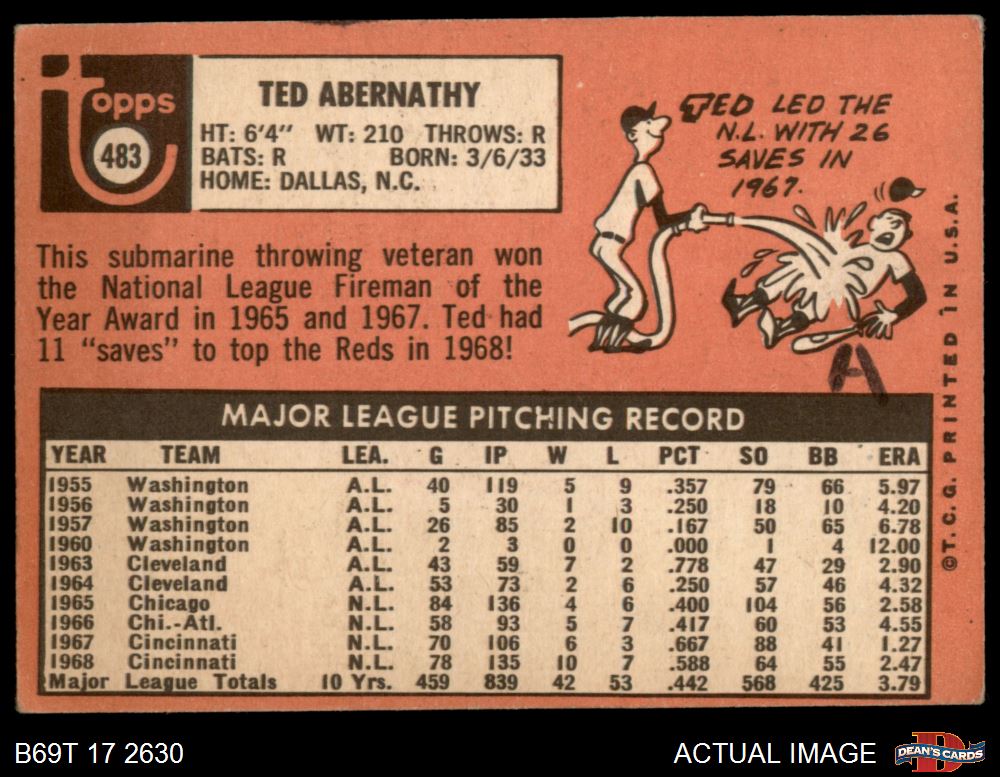 topps
483
TED ABERNATHY
HT: 6'4" WT: 210 THROWS: R
BATS: R BORN: 3/6/33
HOME: DALLAS, N.C.
This submarine throwing veteran won
the National League Fireman of the
Year Award in 1965 and 1967. Ted had
11 “saves” to top the Reds in 1968!
TED LED THE
N.L. WITH 26
SAVES IN
1967.
A
©T.C.G. PRINTED IN U.S.A.
MAJOR LEAGUE PITCHING RECORD
YEAR TEAM LEA. G IP W L PCT SO BB ERA
1955 Washington A.L. 40 119 5 9 .357 79 66 5.97
1956 Washington A.L. 5 30 1 3 .250 18 10 4.20
1957 Washington A.L. 26 85 2 10 .167 50 65 6.78
1960 Washington A.L. 2 3 0 0 .000 1 4 12.00
1963 Cleveland A.L. 43 59 7 2 .778 47 29 2.90
1964 Cleveland A.L. 53 73 2 6 .250 57 46 4.32
1965 Chicago N.L. 84 136 4 6 .400 104 56 2.58
1966 Chi.-Atl. N.L. 58 93 5 7 .417 60 53 4.55
1967 Cincinnati N.L. 70 106 6 3 .667 88 41 1.27
1968 Cincinnati N.L. 78 135 10 7 .588 64 55 2.47
Major League Totals 10 Yrs. 459 839 42 53 .442 568 425 3.79
B69T 17 2630
ACTUAL IMAGE
D
DEAN'S CARDS